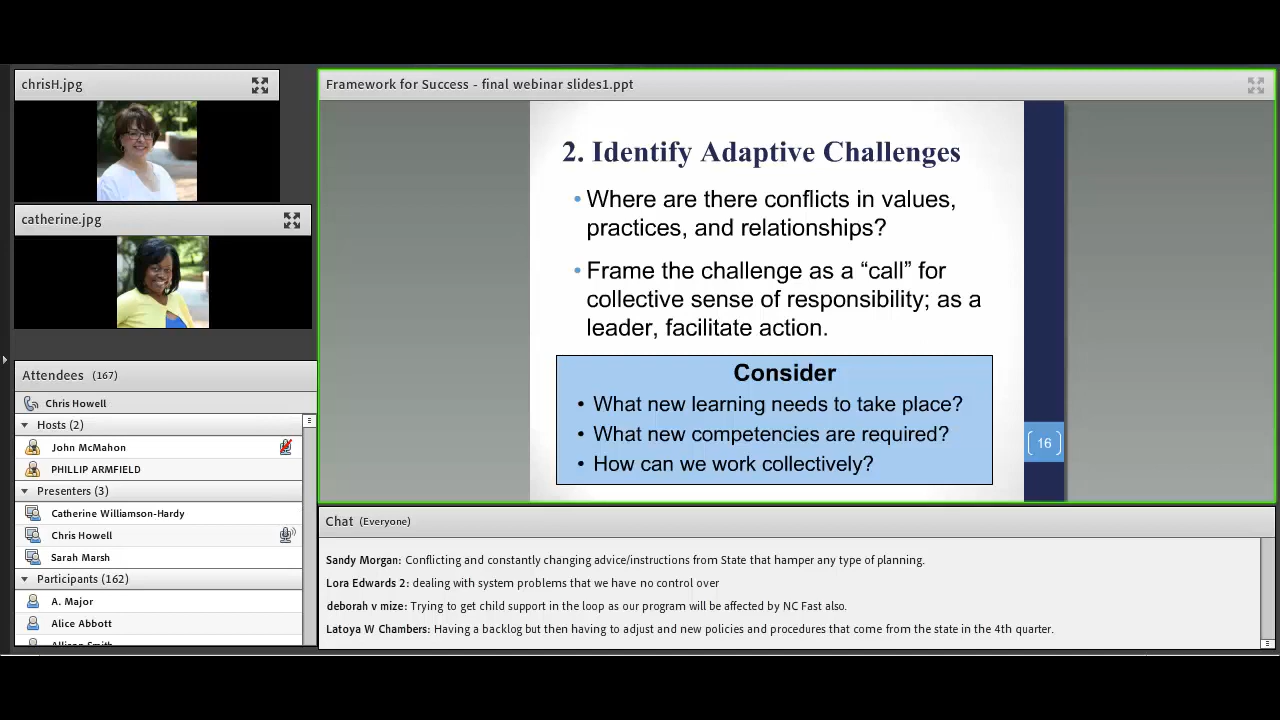 chrisH.jpg
catherine.jpg
Attendees (167)
Chris Howell
Hosts (2)
John McMahon
PHILLIP ARMFIELD
Presenters (3)
Catherine Williamson-Hardy
Chris Howell
Sarah Marsh
Participants (162)
A. Major
Alice Abbott
Allison Smith
Framework for Success - final webinar slides1.ppt
2. Identify Adaptive Challenges
• Where are there conflicts in values,
practices, and relationships?
• Frame the challenge as a “call” for
collective sense of responsibility; as a
leader, facilitate action.
Consider
• What new learning needs to take place?
• What new competencies are required?
• How can we work collectively?
16
Chat (Everyone)
Sandy Morgan: Conflicting and constantly changing advice/instructions from State that hamper any type of planning.
Lora Edwards 2: dealing with system problems that we have no control over
deborah v mize: Trying to get child support in the loop as our program will be affected by NC Fast also.
Latoya W Chambers: Having a backlog but then having to adjust and new policies and procedures that come from the state in the 4th quarter.